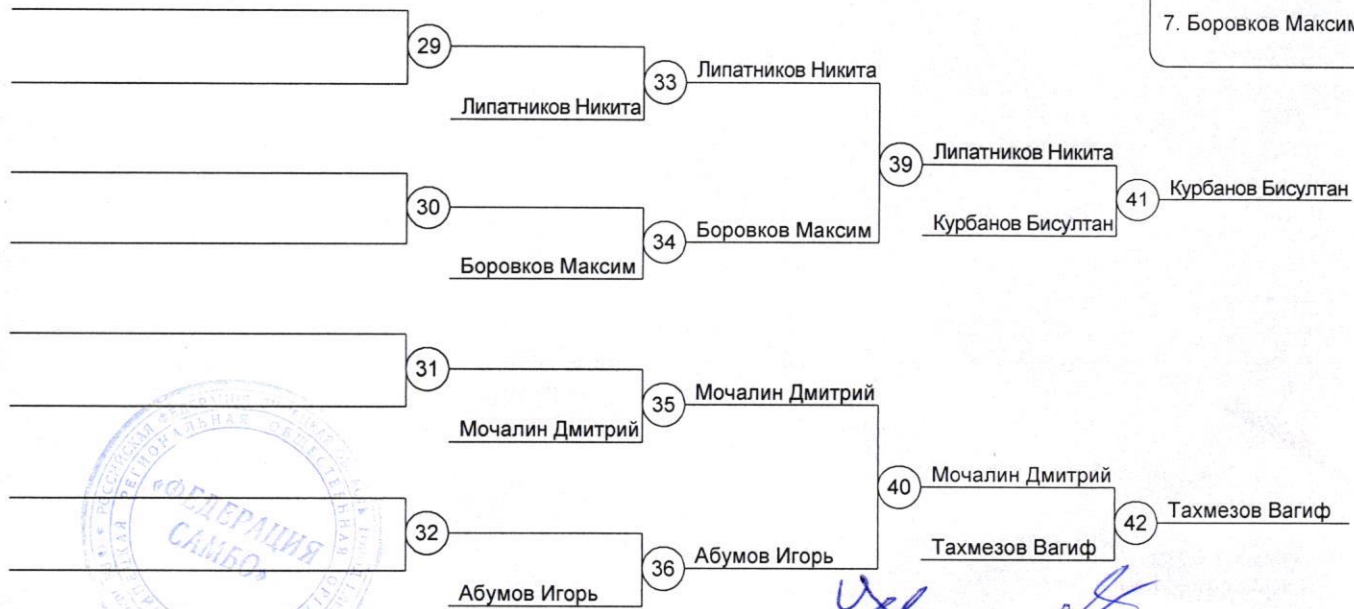 7. Боровков Максим
29
33
Липатников Никита
Липатников Никита
39
Липатников Никита
41
Курбанов Бисултан
Курбанов Бисултан
30
34
Боровков Максим
Боровков Максим
31
35
Мочалин Дмитрий
Мочалин Дмитрий
40
Мочалин Дмитрий
42
Тахмезов Вагиф
Тахмезов Вагиф
32
36
Абумов Игорь
Абумов Игорь
«ФЕДЕРАЦИЯ
САМБО»